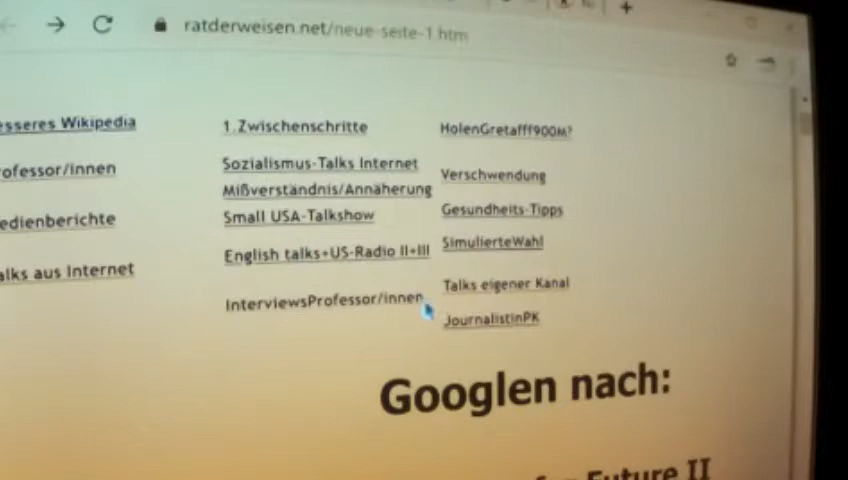 ratderweisen.net/neue-seite-1.htm
esseres Wikipedia
1.Zwischenschritte
HolenGretafff900M?
ofessor/innen
Sozialismus-Talks Internet
Verschwendung
Mißverständnis/Annäherung
edienberichte
Small USA-Talkshow
Gesundheits-Tipps
alks aus Internet
English talks+US-Radio II+III
SimulierteWahl
InterviewsProfessor/innen
Talks eigener Kanal
JournalistinPK
Googlen nach:
Future II